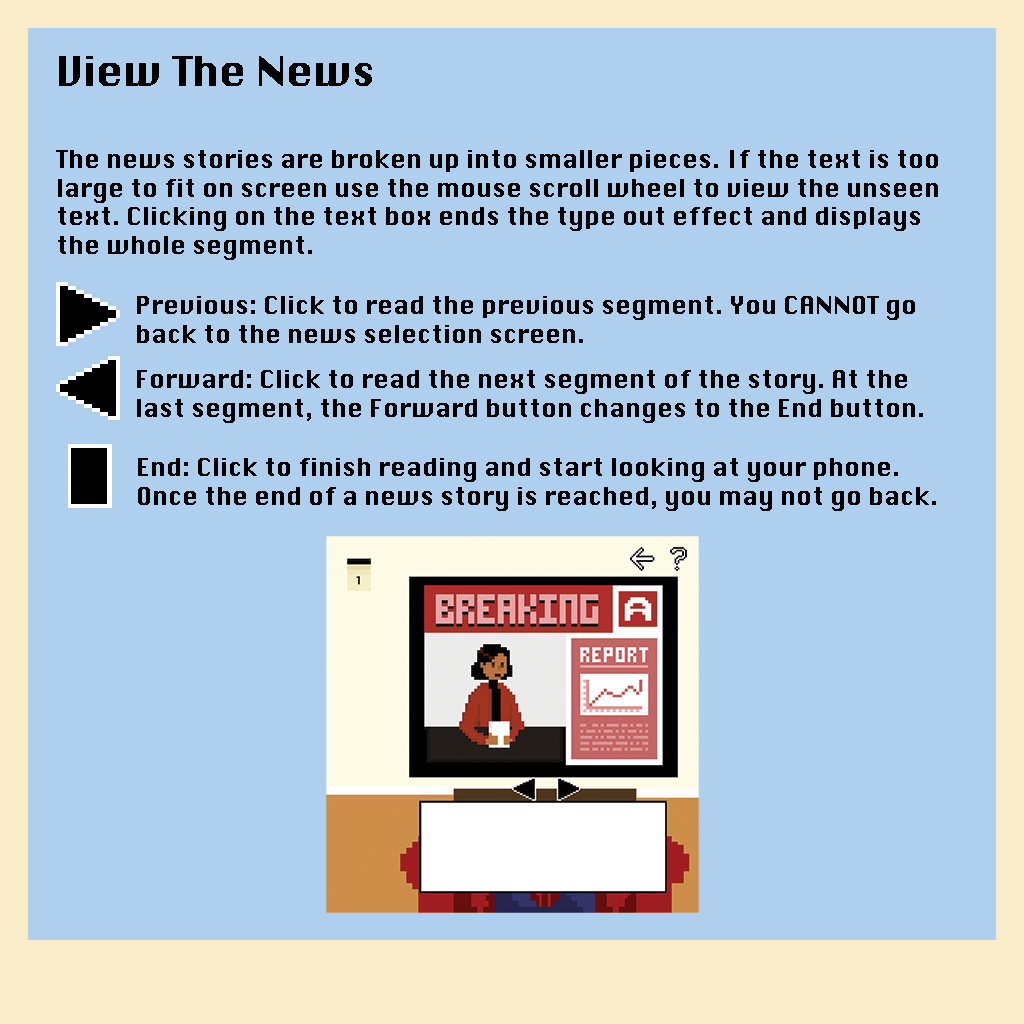 View The News
The news stories are broken up into smaller pieces. If the text is too
large to fit on screen use the mouse scroll wheel to view the unseen
text. Clicking on the text box ends the type out effect and displays
the whole segment.
Previous: Click to read the previous segment. You CANNOT go
back to the news selection screen.
Forward: Click to read the next segment of the story. At the
last segment, the Forward button changes to the End button.
End: Click to finish reading and start looking at your phone.
Once the end of a news story is reached, you may not go back.
?
1
BREAKING A
REPORT